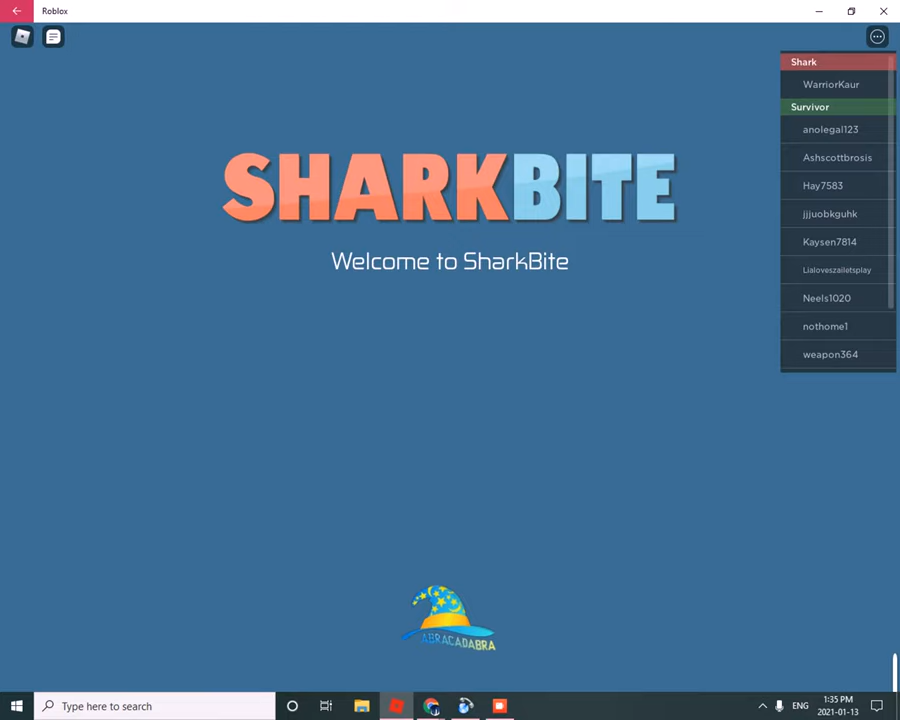 Roblox
Shark
WarriorKaur
Survivor
anolegal123
Ashscottbrosis
Hay7583
jjjuobkguhk
Kaysen7814
Lialoveszailetsplay
Neels1020
nothome1
weapon364
SHARKBITE
Welcome to SharkBite
ABRACADABRA
Type here to search
ENG
1:35 PM
2021-01-13